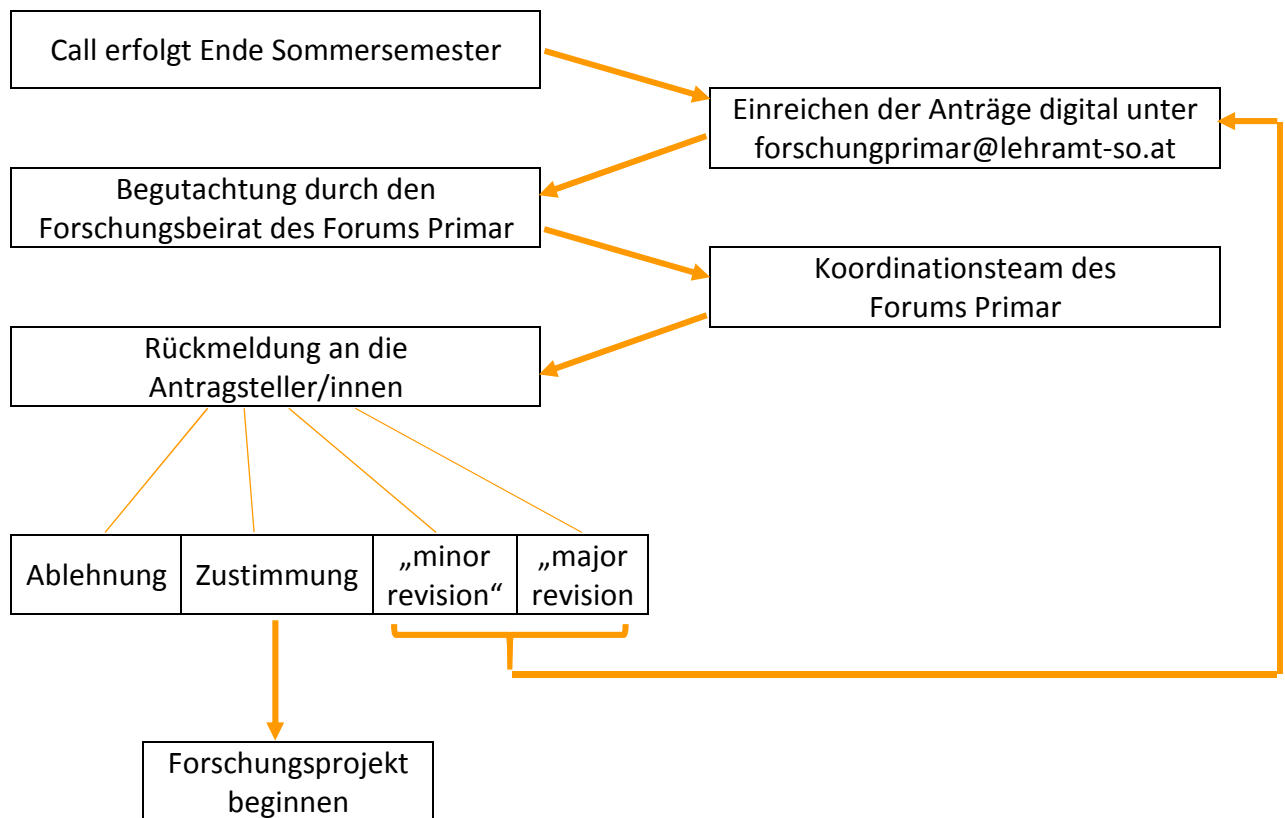 Call erfolgt Ende Sommersemester
Einreichen der Anträge digital unter
forschungprimar@lehramt-so.at
Begutachtung durch den
Forschungsbeirat des Forums Primar
Koordinationsteam des
Forums Primar
Rückmeldung an die
Antragsteller/innen
Ablehnung
Zustimmung
„minor
revision“
„major
revision
Forschungsprojekt
beginnen